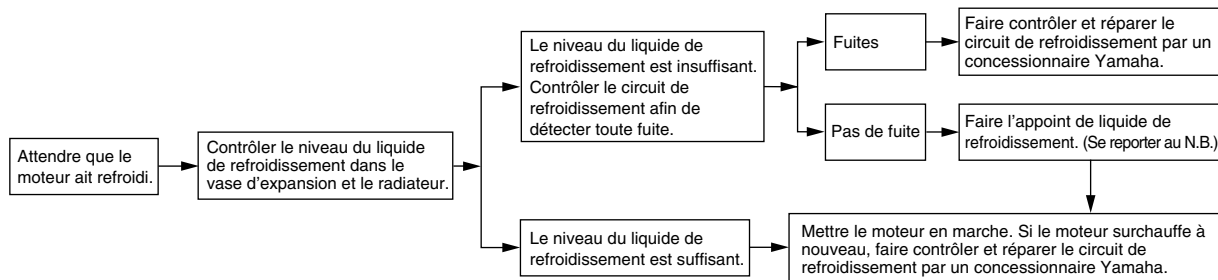 Attendre que le
moteur ait refroidi.
Contrôler le niveau du liquide
de refroidissement dans le
vase d'expansion et le radiateur.
Le niveau du liquide de
refroidissement est insuffisant.
Contrôler le circuit de
refroidissement afin de
détecter toute fuite.
Fuites
Faire contrôler et réparer le
circuit de refroidissement par un
concessionnaire Yamaha.
Pas de fuite
Faire l'appoint de liquide de
refroidissement. (Se reporter au N.B.)
Le niveau du liquide de
refroidissement est suffisant.
Mettre le moteur en marche. Si le moteur surchauffe à
nouveau, faire contrôler et réparer le circuit de
refroidissement par un concessionnaire Yamaha.